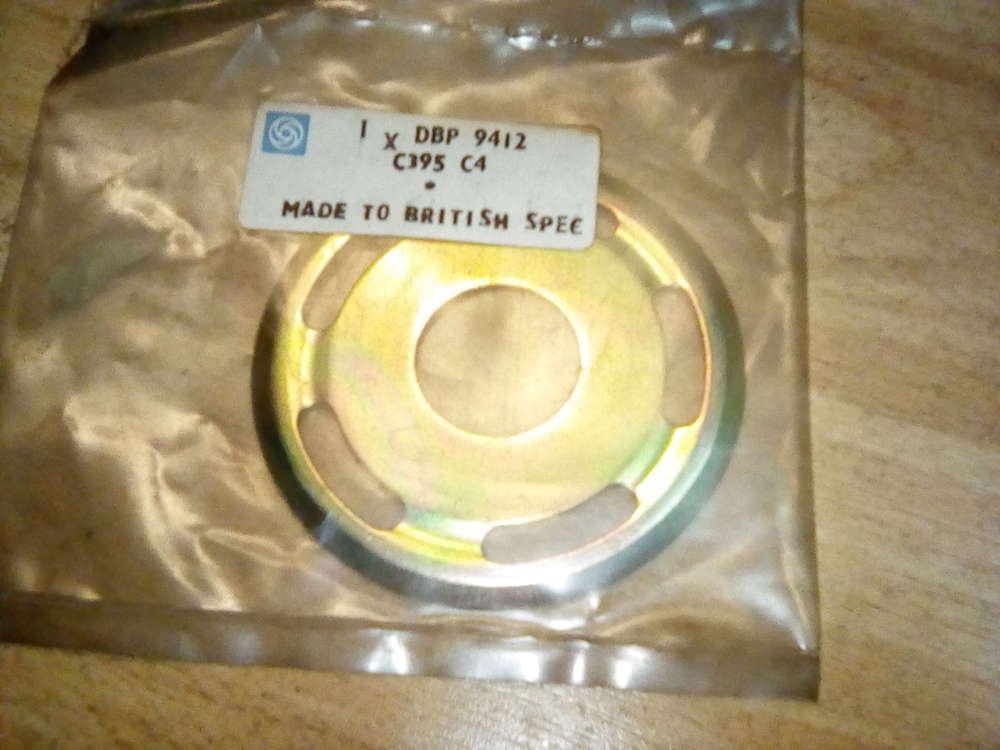 1 X DBP 9412
C395 C4
•
MADE TO BRITISH SPEC